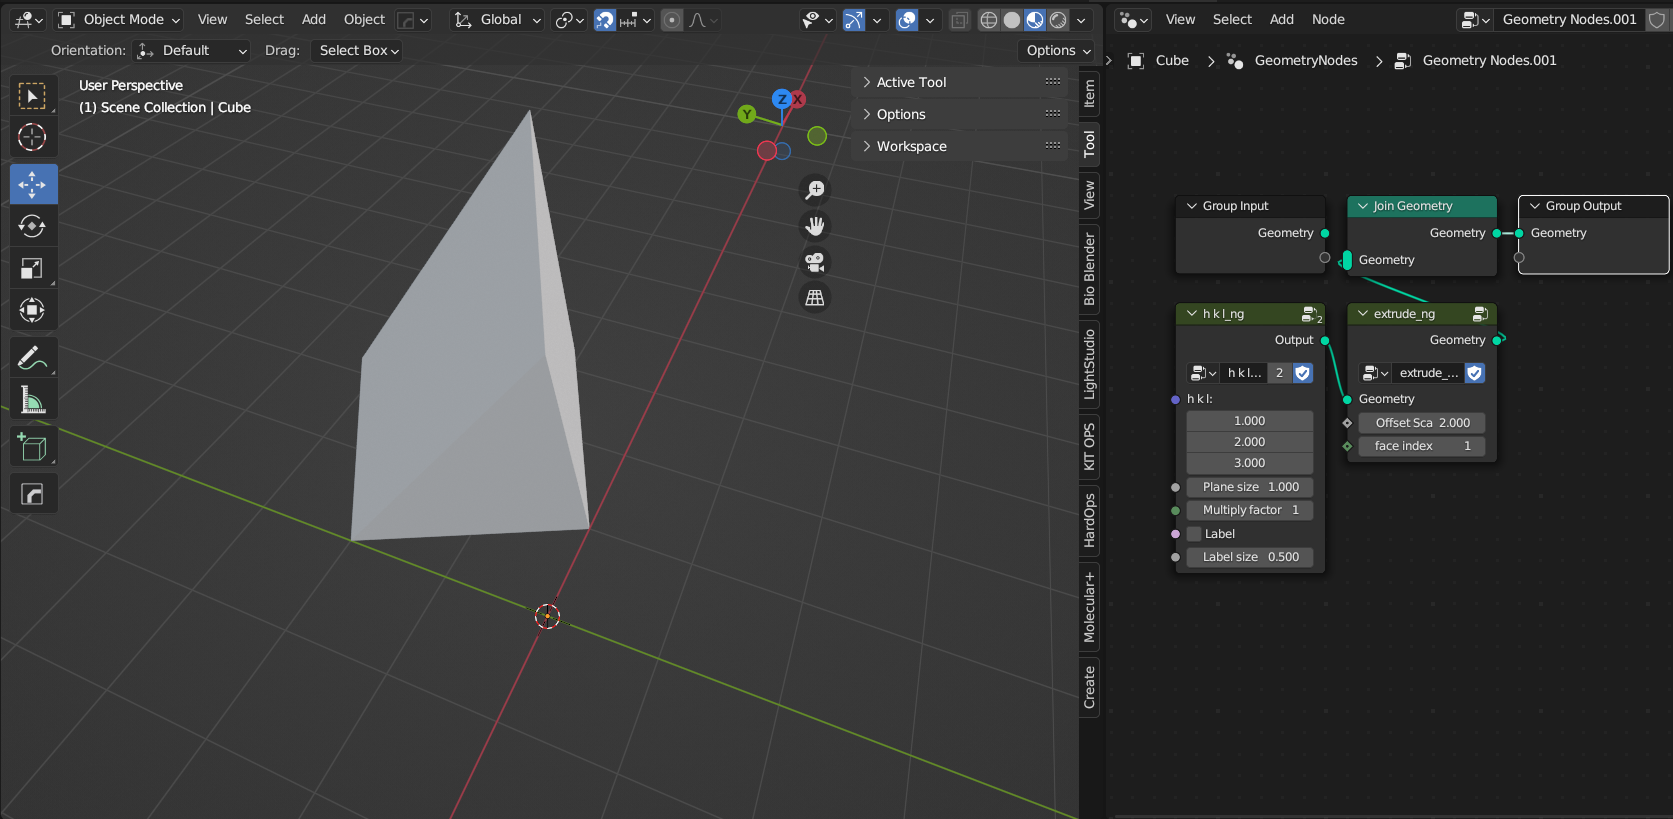 Object Mode View Select Add Object Global
Orientation: Default Drag: Select Box Options
User Perspective
(1) Scene Collection | Cube
Z X
Y
Active Tool
Options
Workspace
Item
Tool
View
Bio Blender
LightStudio
KIT OPS
HardOps
Molecular+
Create
View Select Add Node Geometry Nodes.001
Cube GeometryNodes Geometry Nodes.001
Group Input
Geometry
Join Geometry
Geometry
Geometry
Group Output
Geometry
h k l_ng 2
Output
h k l... 2
h k l:
1.000
2.000
3.000
Plane size 1.000
Multiply factor 1
Label
Label size 0.500
extrude_ng
Geometry
extrude_...
Geometry
Offset Sca 2.000
face index 1